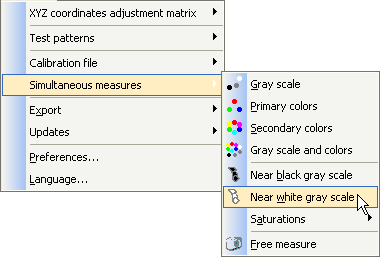 XYZ coordinates adjustment matrix
Test patterns
Calibration file
Simultaneous measures
Export
Updates
Preferences...
Language...
Gray scale
Primary colors
Secondary colors
Gray scale and colors
Near black gray scale
Near white gray scale
Saturations
Free measure